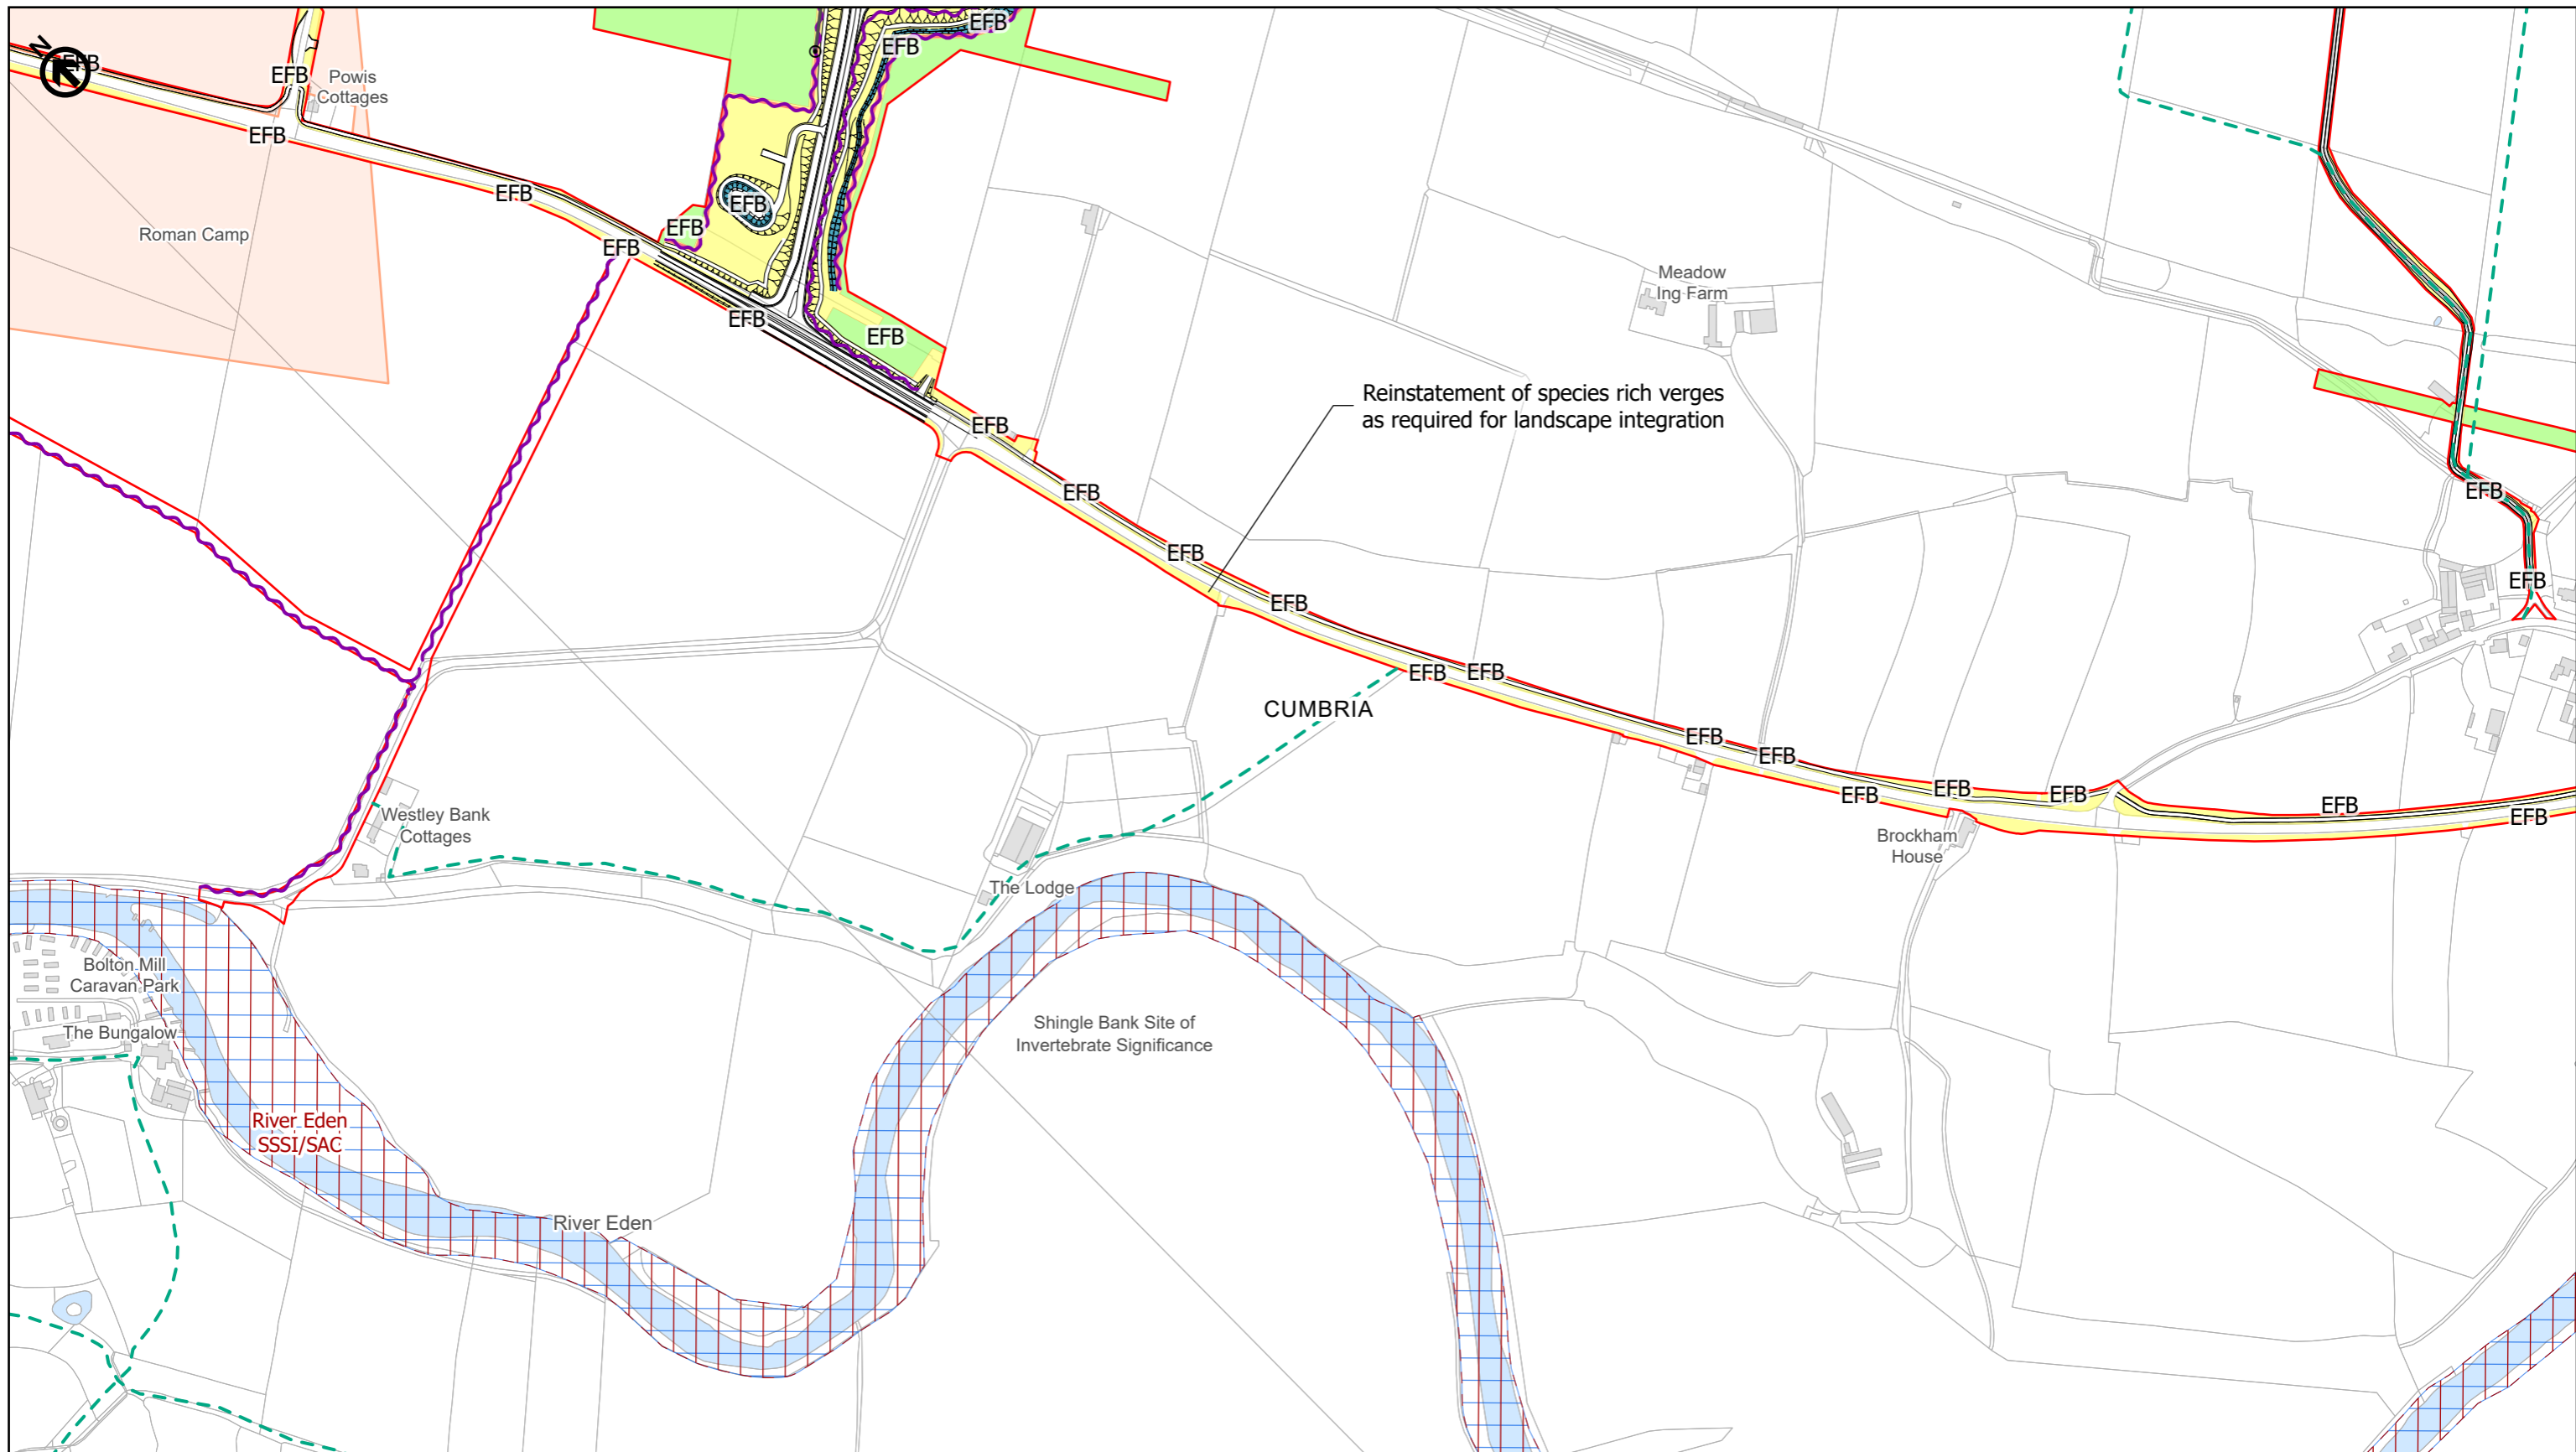 N
EFB
EFB
EFB
EFB
EFB
Powis
Cottages
EFB
EFB
Roman Camp
EFB
EFB
EFB
EFB
EFB
Meadow
Ing Farm
Reinstatement of species rich verges
as required for landscape integration
EFB
EFB
EFB
EFB
EFB
EFB
EFB
EFB
CUMBRIA
EFB
EFB
EFB
EFB
EFB
EFB
EFB
Brockham
House
Westley Bank
Cottages
The Lodge
Bolton Mill
Caravan Park
The Bungalow
Shingle Bank Site of
Invertebrate Significance
River Eden
SSSI/SAC
River Eden